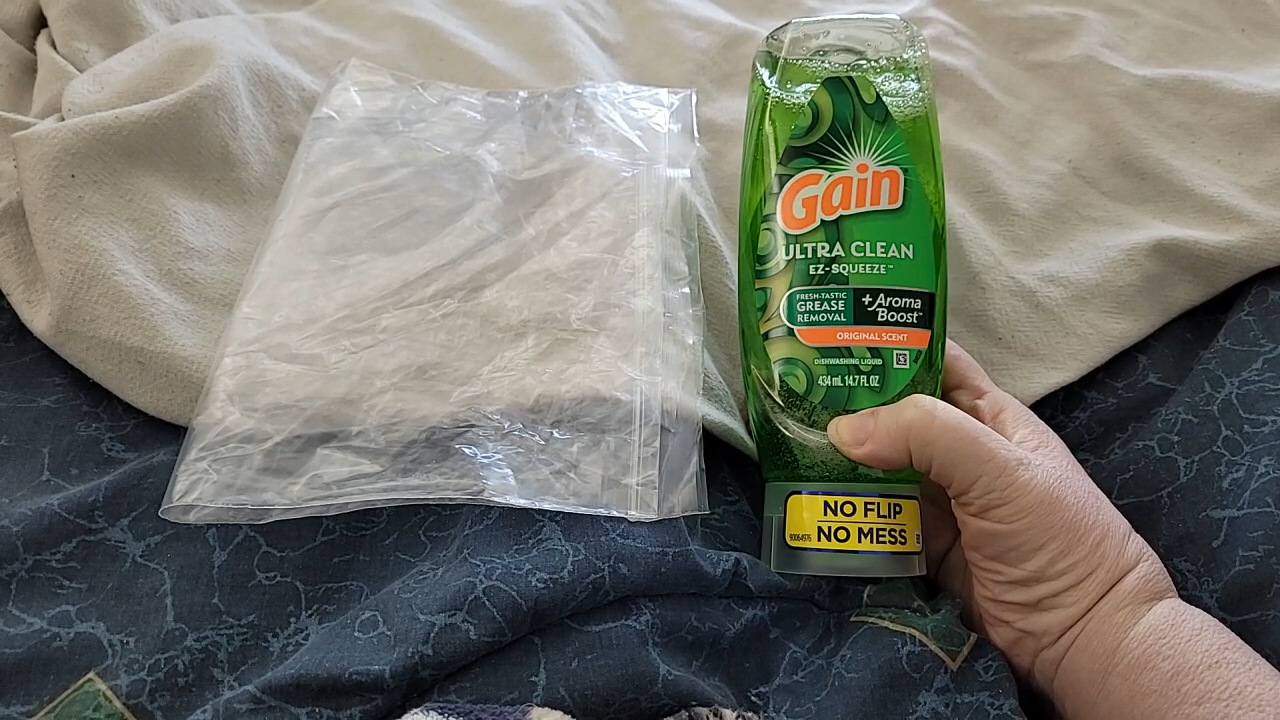 Gain
ULTRA CLEAN
EZ-SQUEEZE™
FRESH-TASTIC
GREASE
REMOVAL
+Aroma
Boost™
ORIGINAL SCENT
DISHWASHING LIQUID
434 mL 14.7 FL OZ
NO FLIP
NO MESS
90064976